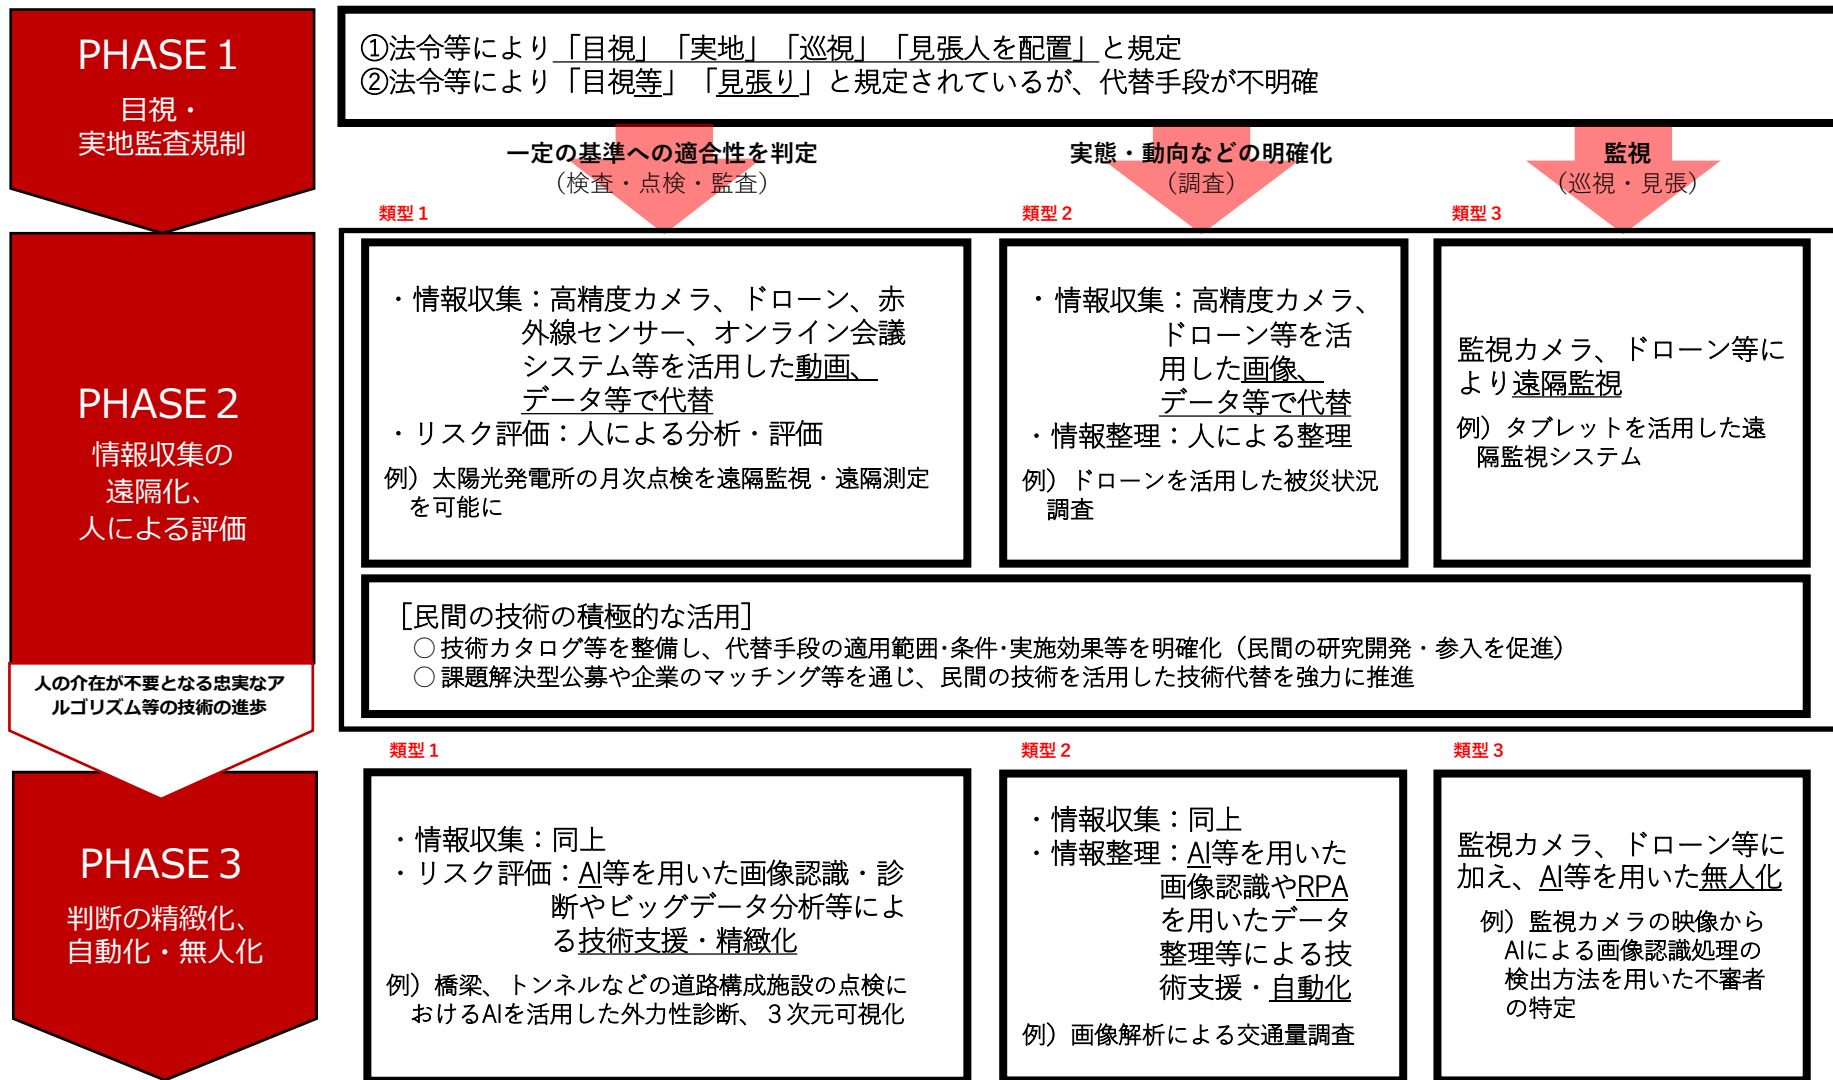 PHASE 1
目視・
実地監査規制
①法令等により「目視」「実地」「巡視」「見張人を配置」と規定
②法令等により「目視等」「見張り」と規定されているが、代替手段が不明確
一定の基準への適合性を判定
（検査・点検・監査）
実態・動向などの明確化
（調査）
監視
（巡視・見張）
類型1
類型2
類型3
PHASE 2
情報収集の
遠隔化、
人による評価
・情報収集：高精度カメラ、ドローン、赤
外線センサー、オンライン会議
システム等を活用した動画、
データ等で代替
・リスク評価：人による分析・評価
例）太陽光発電所の月次点検を遠隔監視・遠隔測定
を可能に
・情報収集：高精度カメラ、
ドローン等を活
用した画像、
データ等で代替
・情報整理：人による整理
例）ドローンを活用した被災状況
調査
監視カメラ、ドローン等に
より遠隔監視
例）タブレットを活用した遠
隔監視システム
［民間の技術の積極的な活用］
○技術カタログ等を整備し、代替手段の適用範囲･条件･実施効果等を明確化（民間の研究開発・参入を促進）
○課題解決型公募や企業のマッチング等を通じ、民間の技術を活用した技術代替を強力に推進
人の介在が不要となる忠実なア
ルゴリズム等の技術の進歩
PHASE 3
判断の精緻化、
自動化・無人化
類型1
類型2
類型3
・情報収集：同上
・リスク評価：AI等を用いた画像認識・診
断やビッグデータ分析等によ
る技術支援・精緻化
例）橋梁、トンネルなどの道路構成施設の点検に
おけるAIを活用した外力性診断、３次元可視化
・情報収集：同上
・情報整理：AI等を用いた
画像認識やRPA
を用いたデータ
整理等による技
術支援・自動化
例）画像解析による交通量調査
監視カメラ、ドローン等に
加え、AI等を用いた無人化
例）監視カメラの映像から
AIによる画像認識処理の
検出方法を用いた不審者
の特定